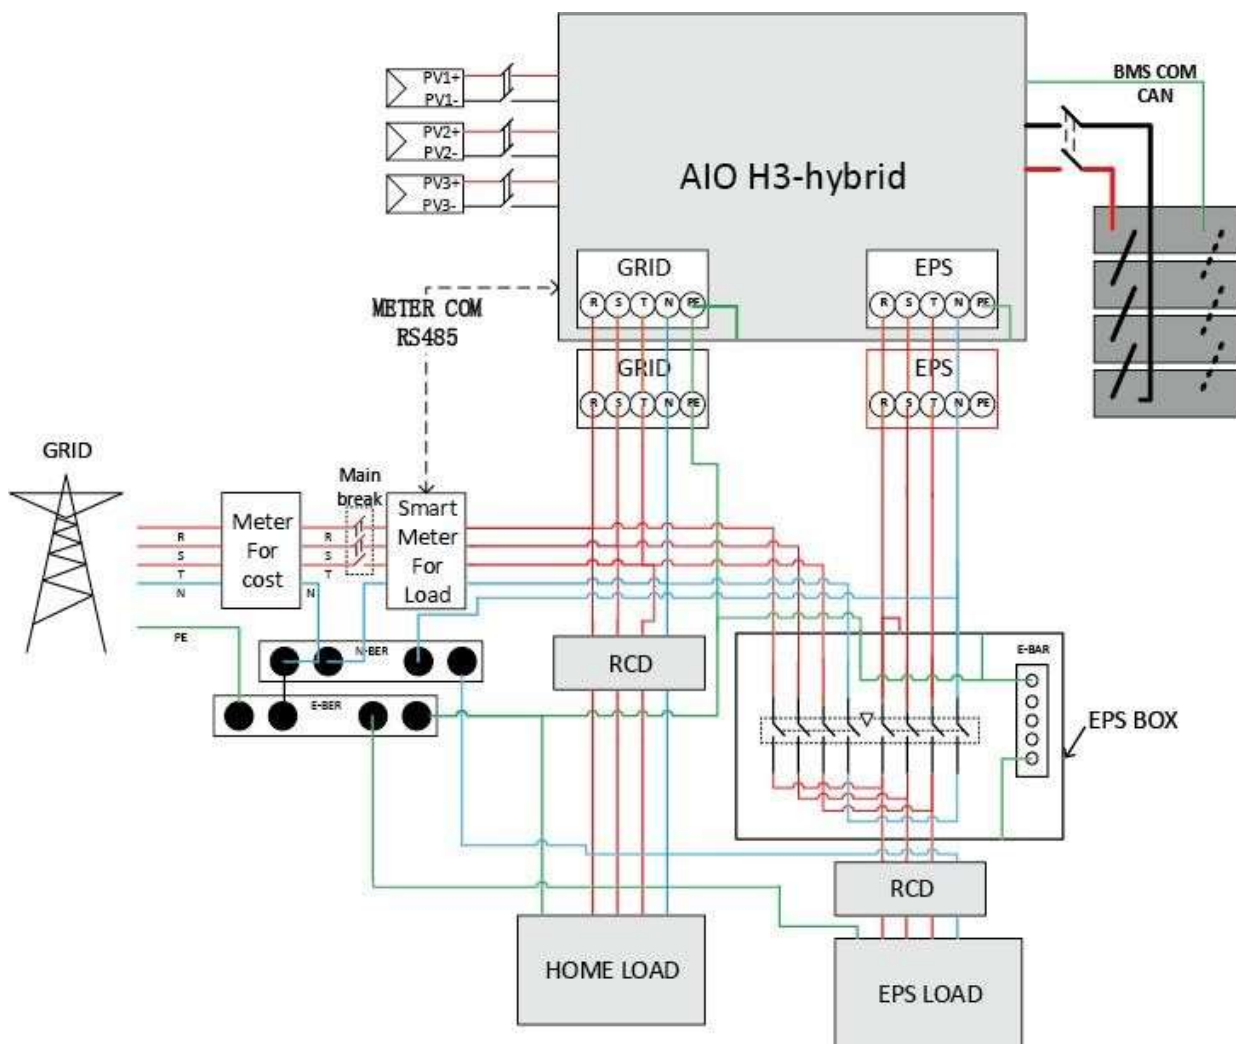 PV1+
PV1-
PV2+
PV2-
PV3+
PV3-
AIO H3-hybrid
BMS COM
CAN
GRID
R S T N PE
EPS
R S T N PE
METER COM
RS485
GRID
R S T N PE
EPS
R S T N PE
GRID
R
S
T
N
PE
Meter
For
cost
R
S
T
N
Main
break
Smart
Meter
For
Load
N-BER
E-BER
RCD
E-BAR
EPS BOX
RCD
HOME LOAD
EPS LOAD